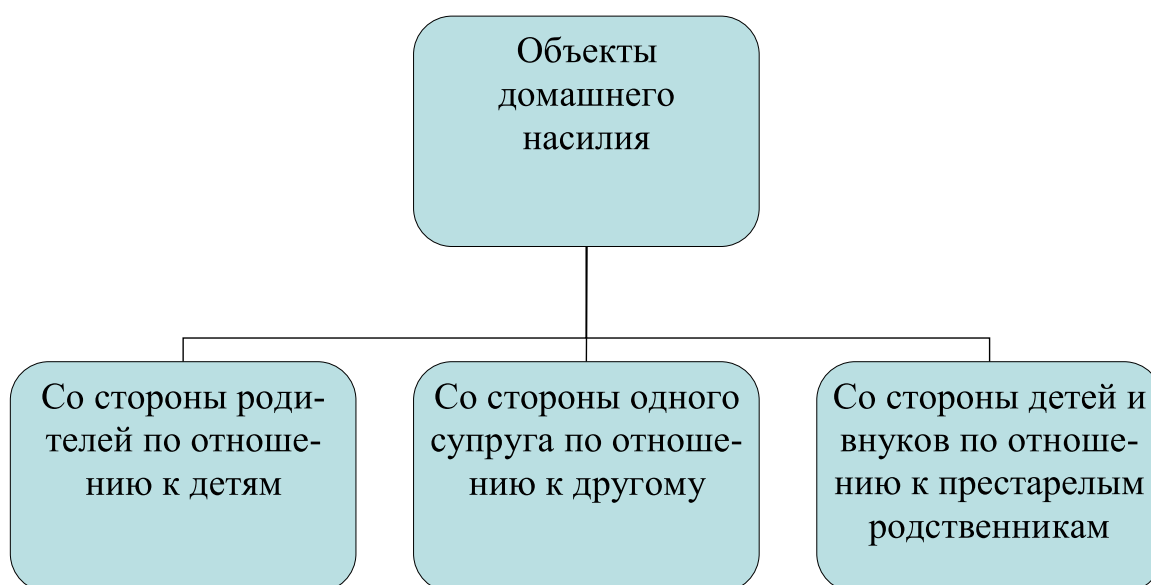 Объекты
домашнего
насилия
Со стороны роди-
телей по отноше-
нию к детям
Со стороны одного
супруга по отноше-
нию к другому
Со стороны детей и
внуков по отноше-
нию к престарелым
родственникам